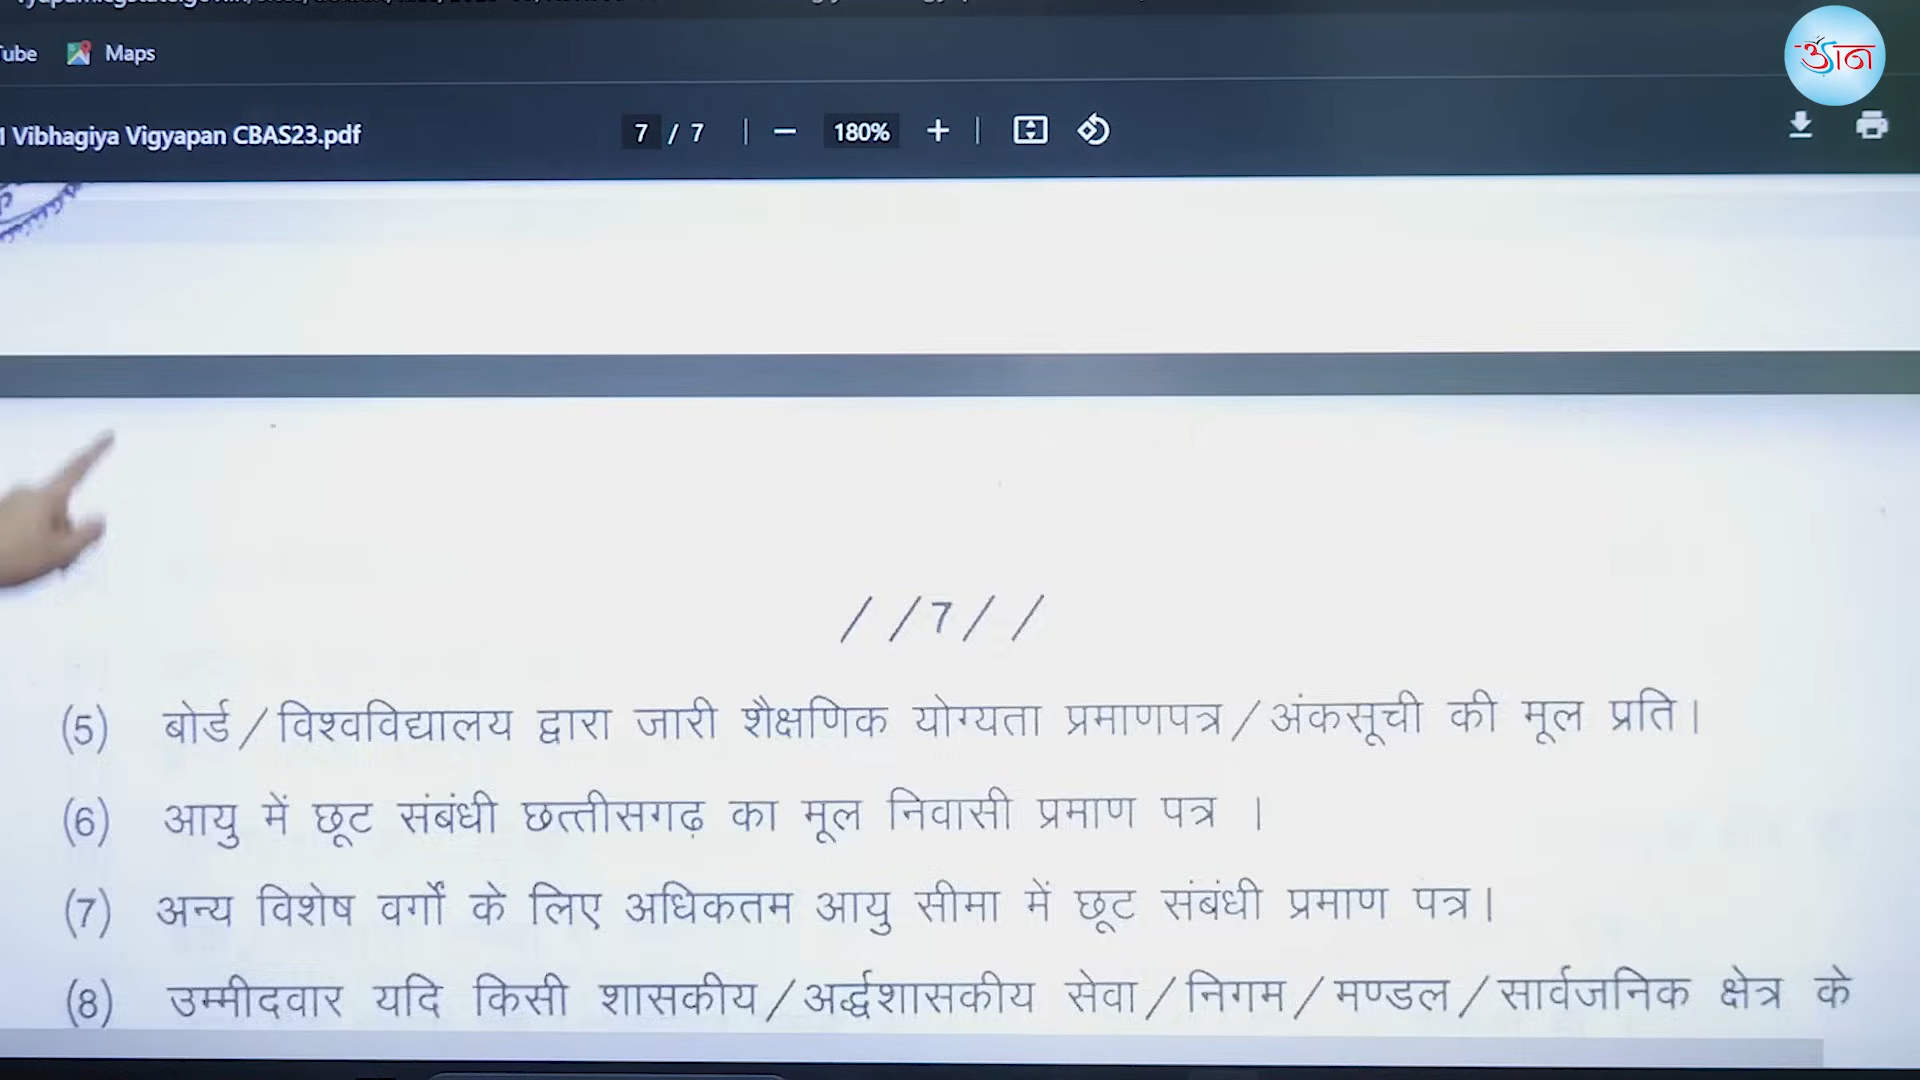 Tube Maps
ज्ञान
1 Vibhagiya Vigyapan CBAS23.pdf 7 / 7 180%
/ / 7 / /
(5) बोर्ड / विश्वविद्यालय द्वारा जारी शैक्षणिक योग्यता प्रमाणपत्र / अंकसूची की मूल प्रति।
(6) आयु में छूट संबंधी छत्तीसगढ़ का मूल निवासी प्रमाण पत्र ।
(7) अन्य विशेष वर्गों के लिए अधिकतम आयु सीमा में छूट संबंधी प्रमाण पत्र।
(8) उम्मीदवार यदि किसी शासकीय / अर्द्धशासकीय सेवा / निगम / मण्डल / सार्वजनिक क्षेत्र के